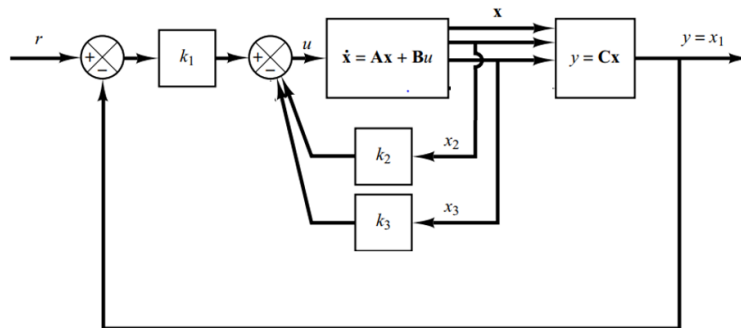 x
r
+
−
k₁
+
−
u
ẋ = Ax + Bu
y = Cx
y = x₁
k₂
x₂
k₃
x₃